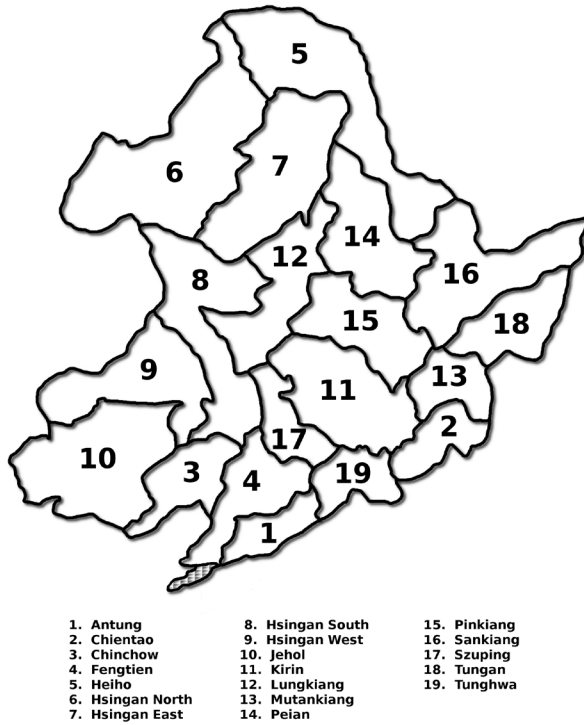 5
7
6
14
12
16
8
15
18
9
13
11
2
17
10
3
19
4
1
1. Antung
2. Chientao
3. Chinchow
4. Fengtien
5. Heiho
6. Hsingan North
7. Hsingan East
8. Hsingan South
9. Hsingan West
10. Jehol
11. Kirin
12. Lungkiang
13. Mutankiang
14. Peian
15. Pinkiang
16. Sankiang
17. Szuping
18. Tungan
19. Tunghwa